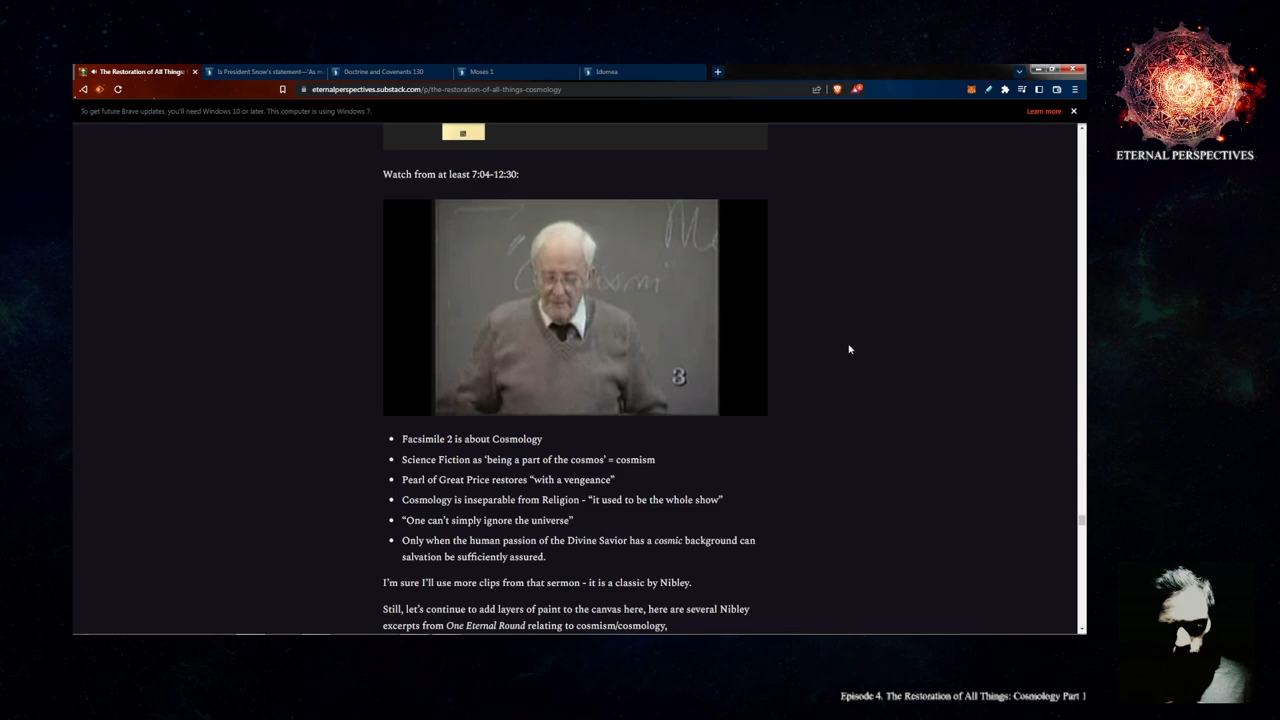 The Restoration of All Things:
Is President Snow's statement—'As m
Doctrine and Covenants 130
Moses 1
Idumea
eternalperspectives.substack.com/p/the-restoration-of-all-things-cosmology
To get future Brave updates, you'll need Windows 10 or later. This computer is using Windows 7.
Learn more
ETERNAL PERSPECTIVES
Watch from at least 7:04-12:30:
3
• Facsimile 2 is about Cosmology
• Science Fiction as 'being a part of the cosmos' = cosmism
• Pearl of Great Price restores “with a vengeance”
• Cosmology is inseparable from Religion - “it used to be the whole show”
• “One can't simply ignore the universe”
• Only when the human passion of the Divine Savior has a cosmic background can
salvation be sufficiently assured.
I'm sure I'll use more clips from that sermon - it is a classic by Nibley.
Still, let's continue to add layers of paint to the canvas here, here are several Nibley
excerpts from One Eternal Round relating to cosmism/cosmology,
Episode 4. The Restoration of All Things: Cosmology Part 1